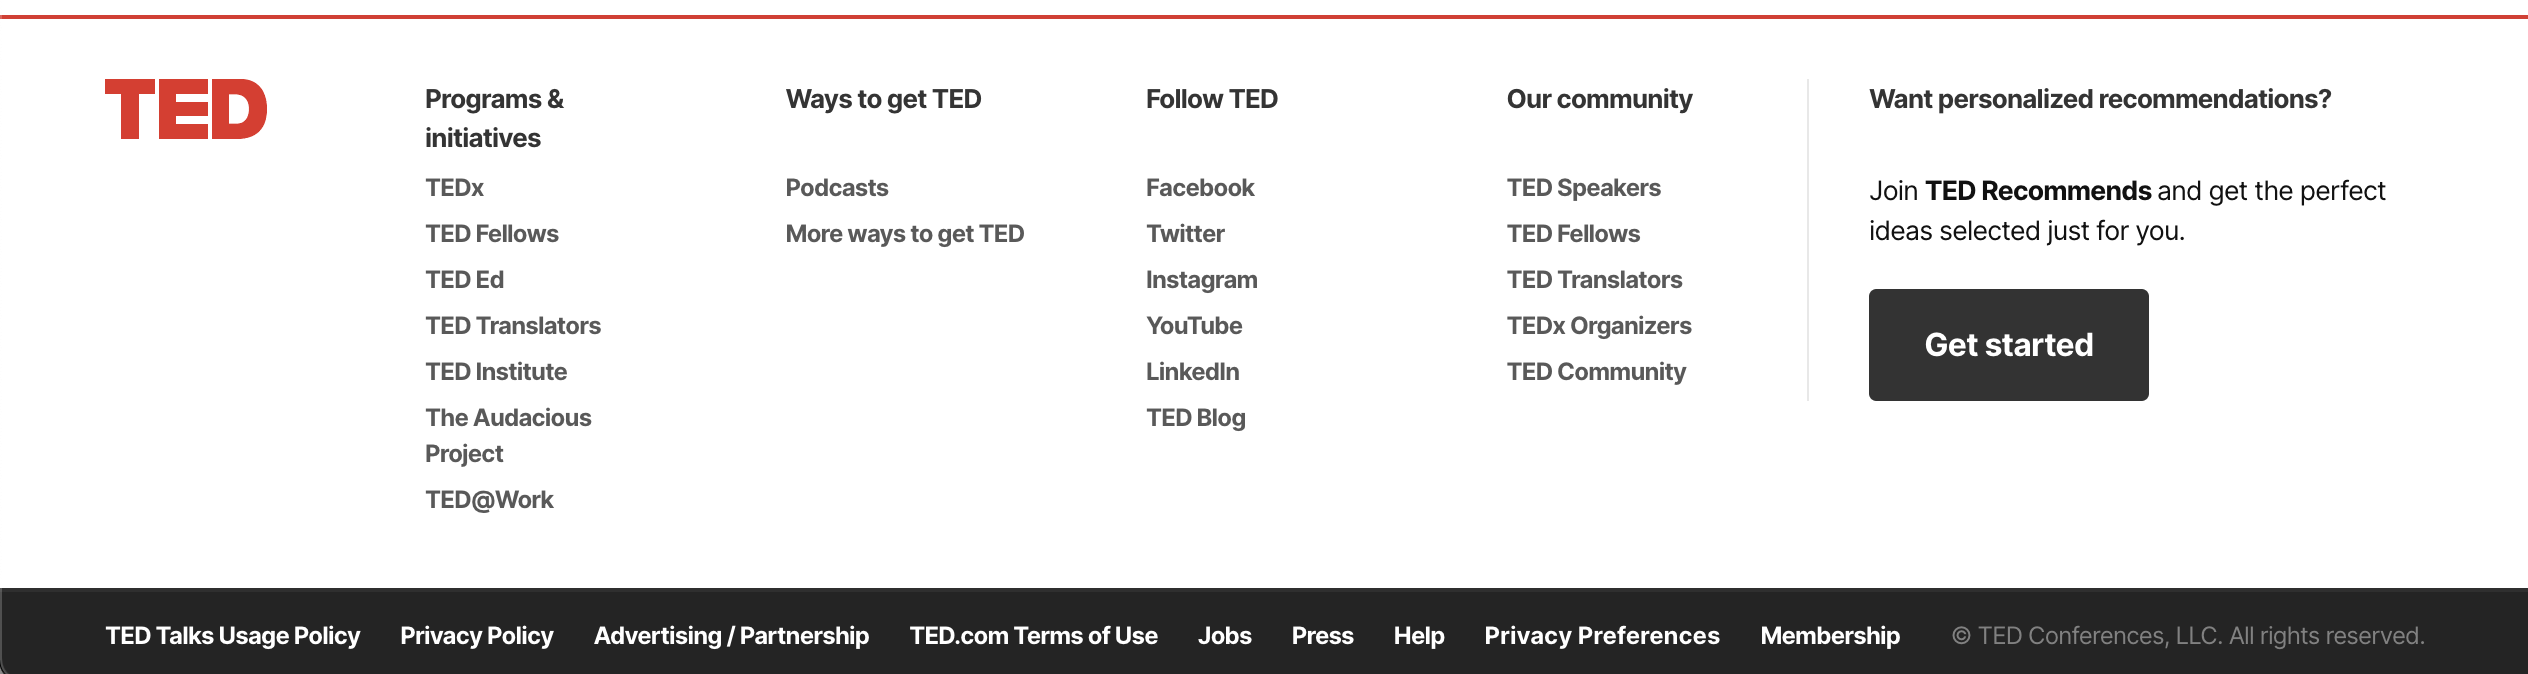 TED
Programs &
initiatives
TEDx
TED Fellows
TED Ed
TED Translators
TED Institute
The Audacious
Project
TED@Work
Ways to get TED
Podcasts
More ways to get TED
Follow TED
Facebook
Twitter
Instagram
YouTube
LinkedIn
TED Blog
Our community
TED Speakers
TED Fellows
TED Translators
TEDx Organizers
TED Community
Want personalized recommendations?
Join TED Recommends and get the perfect
ideas selected just for you.
Get started
TED Talks Usage Policy Privacy Policy Advertising / Partnership TED.com Terms of Use Jobs Press Help Privacy Preferences Membership © TED Conferences, LLC. All rights reserved.